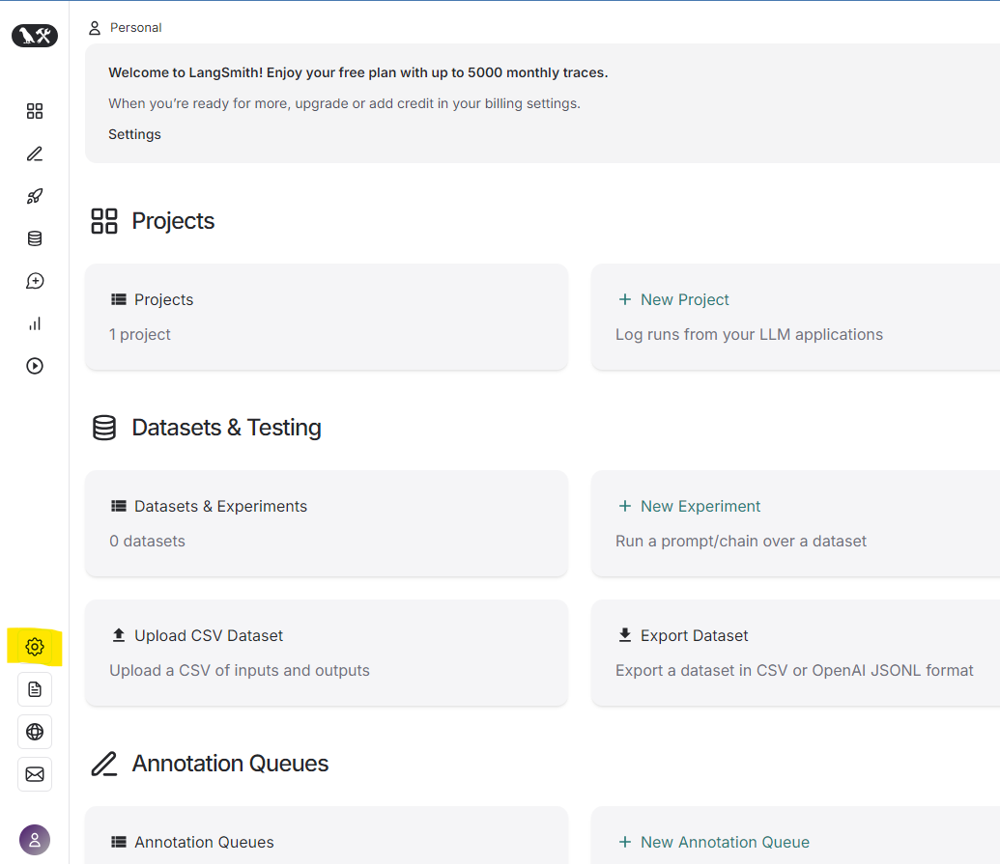 Personal
Welcome to LangSmith! Enjoy your free plan with up to 5000 monthly traces.
When you’re ready for more, upgrade or add credit in your billing settings.
Settings
Projects
Projects
1 project
New Project
Log runs from your LLM applications
Datasets & Testing
Datasets & Experiments
0 datasets
New Experiment
Run a prompt/chain over a dataset
Upload CSV Dataset
Upload a CSV of inputs and outputs
Export Dataset
Export a dataset in CSV or OpenAI JSONL format
Annotation Queues
Annotation Queues
New Annotation Queue